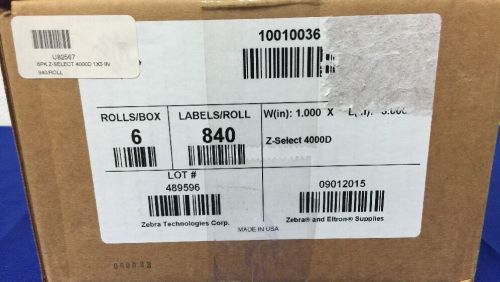 U82567
6PK Z-SELECT 4000D 1X3 IN
840/ROLL
10010036
ROLLS/BOX
6
LABELS/ROLL
840
W(in): 1.000 X
Z-Select 4000D
LOT #
489596
09012015
Zebra Technologies Corp.
Zebra® and Eltron® Supplies
MADE IN USA